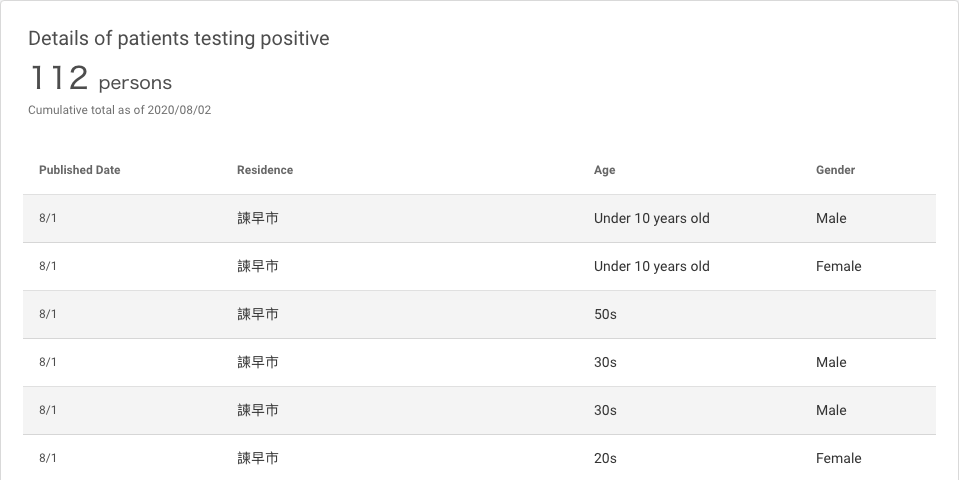 Details of patients testing positive
112 persons
Cumulative total as of 2020/08/02
Published Date Residence Age Gender
8/1 諫早市 Under 10 years old Male
8/1 諫早市 Under 10 years old Female
8/1 諫早市 50s
8/1 諫早市 30s Male
8/1 諫早市 30s Male
8/1 諫早市 20s Female